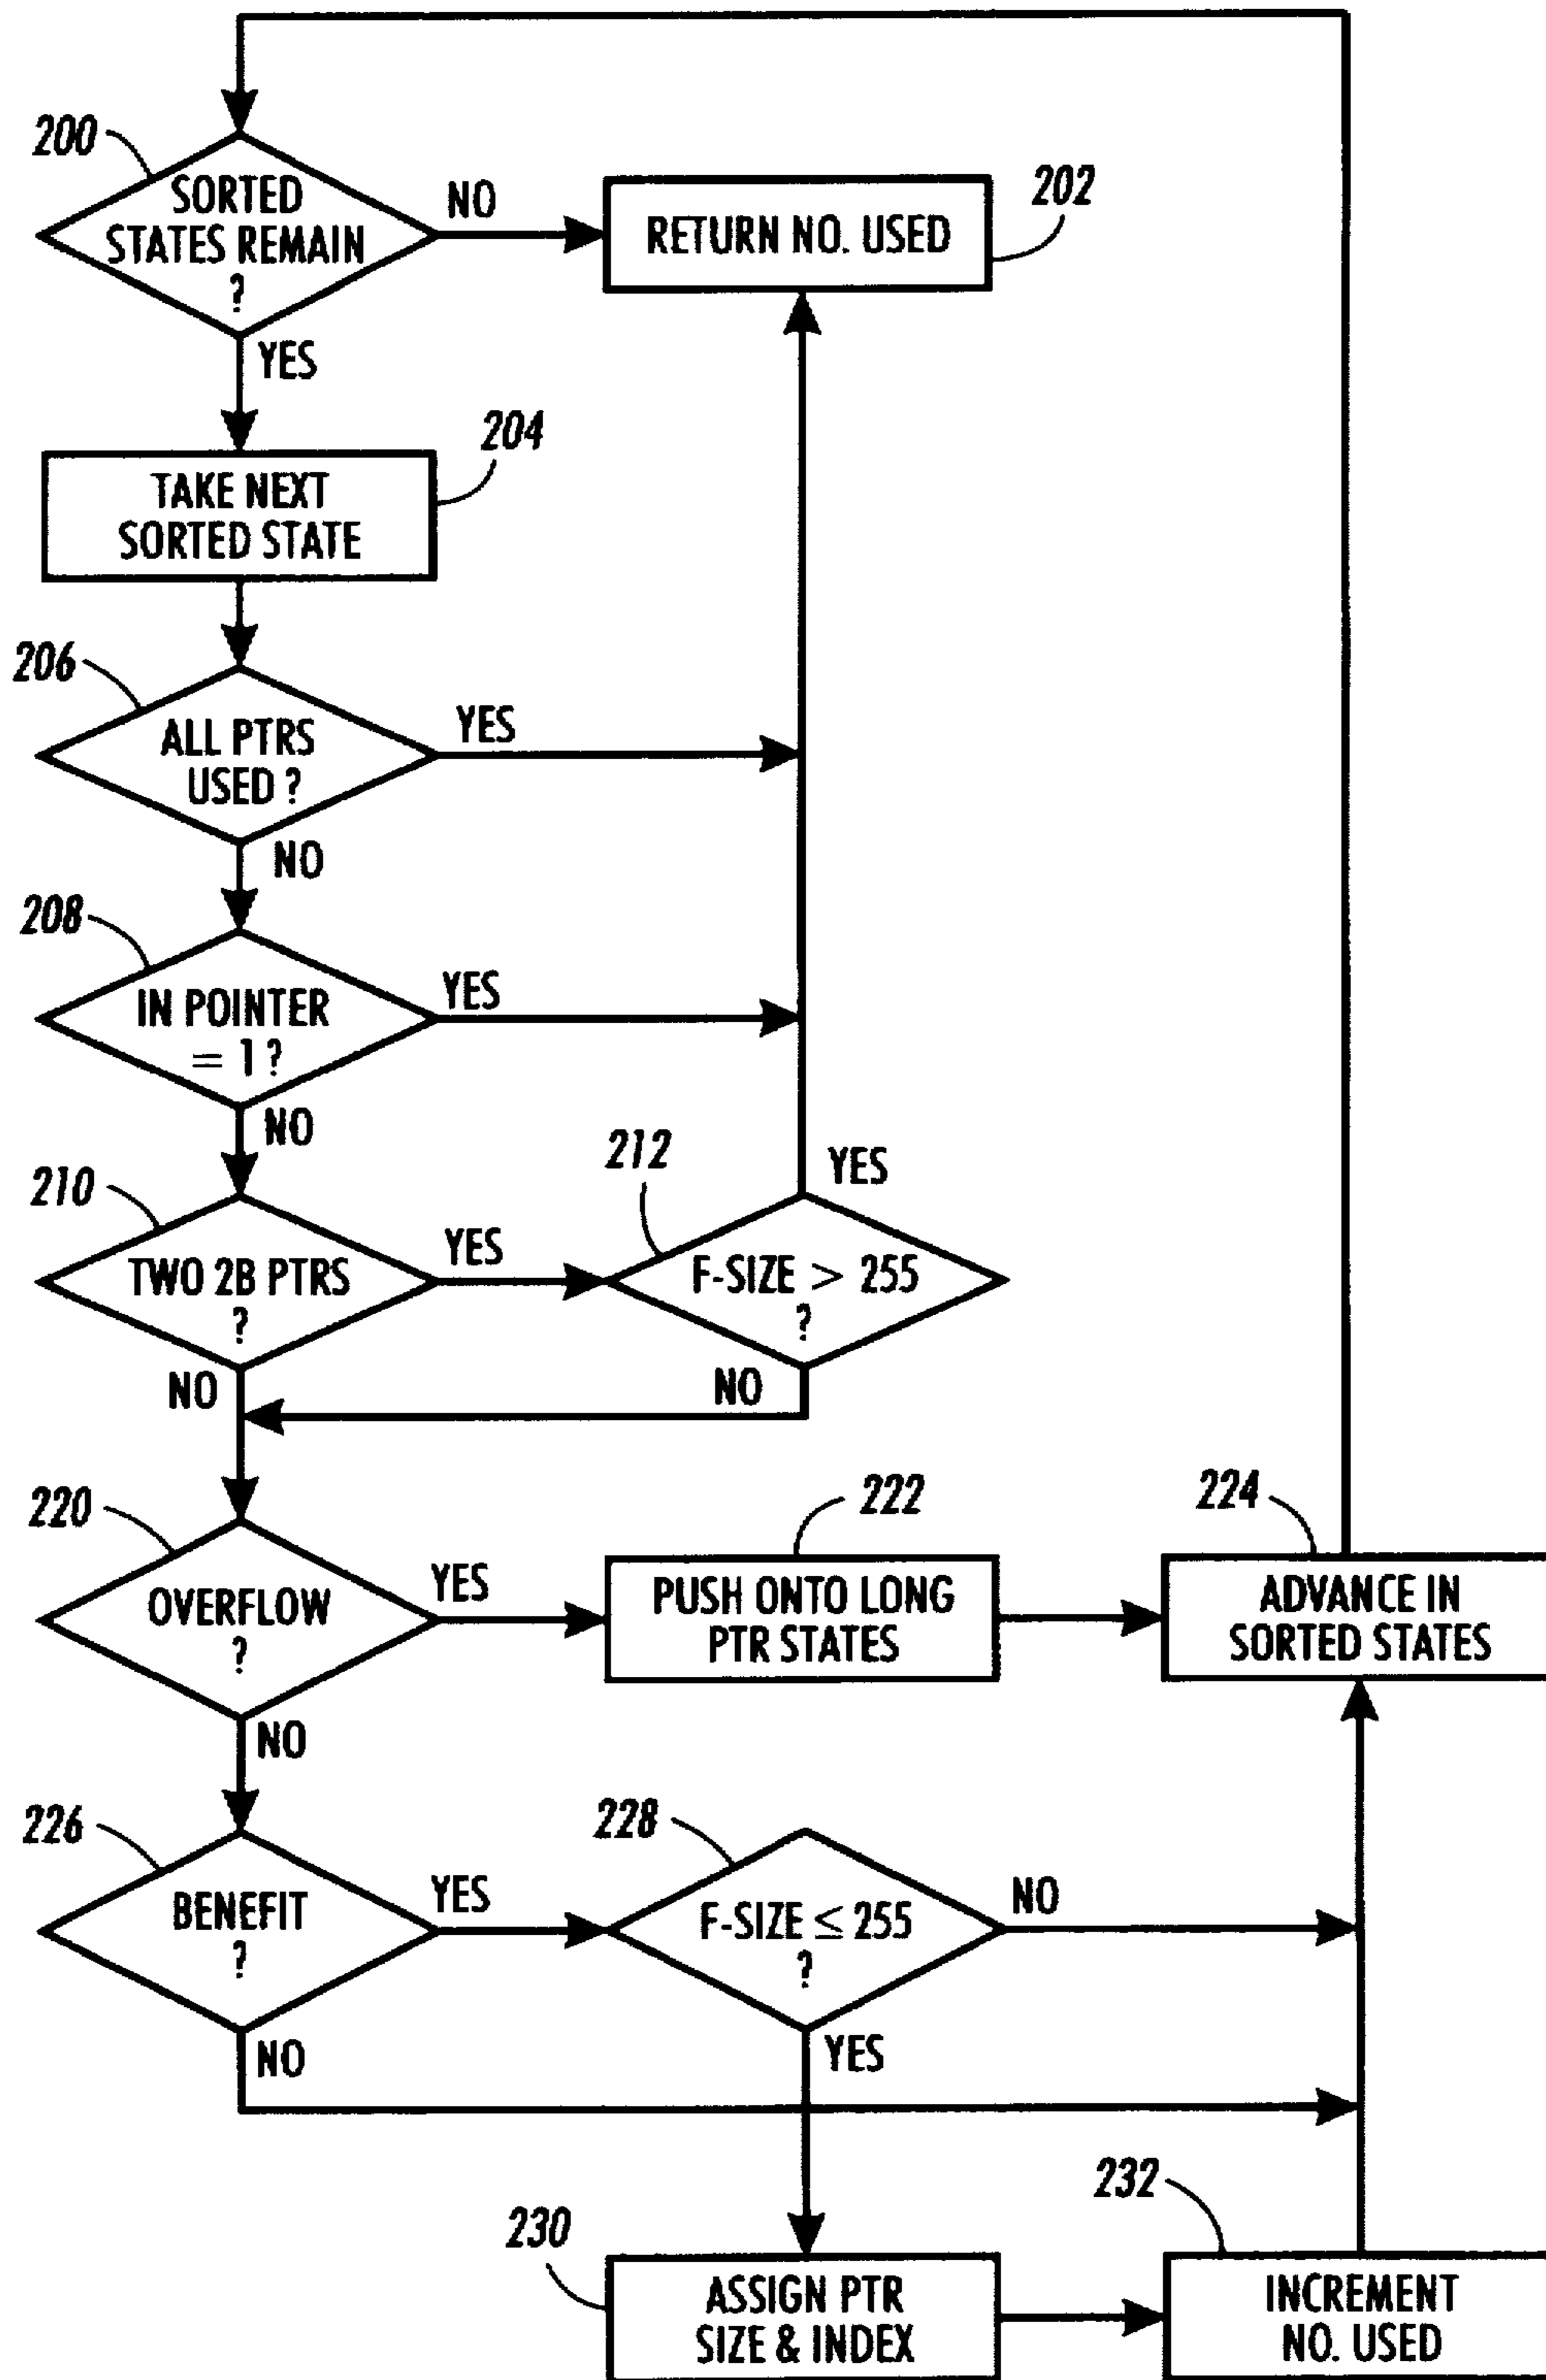 200
SORTED
STATES REMAIN
?
NO
RETURN NO. USED
202
YES
204
TAKE NEXT
SORTED STATE
206
ALL PTRS
USED ?
YES
NO
208
IN POINTER
= 1 ?
YES
NO
210
TWO 2B PTRS
?
YES
212
F-SIZE > 255
?
YES
NO
NO
220
OVERFLOW
?
YES
222
PUSH ONTO LONG
PTR STATES
224
ADVANCE IN
SORTED STATES
NO
226
BENEFIT
?
YES
228
F-SIZE ≤ 255
?
NO
NO
YES
230
ASSIGN PTR
SIZE & INDEX
232
INCREMENT
NO. USED